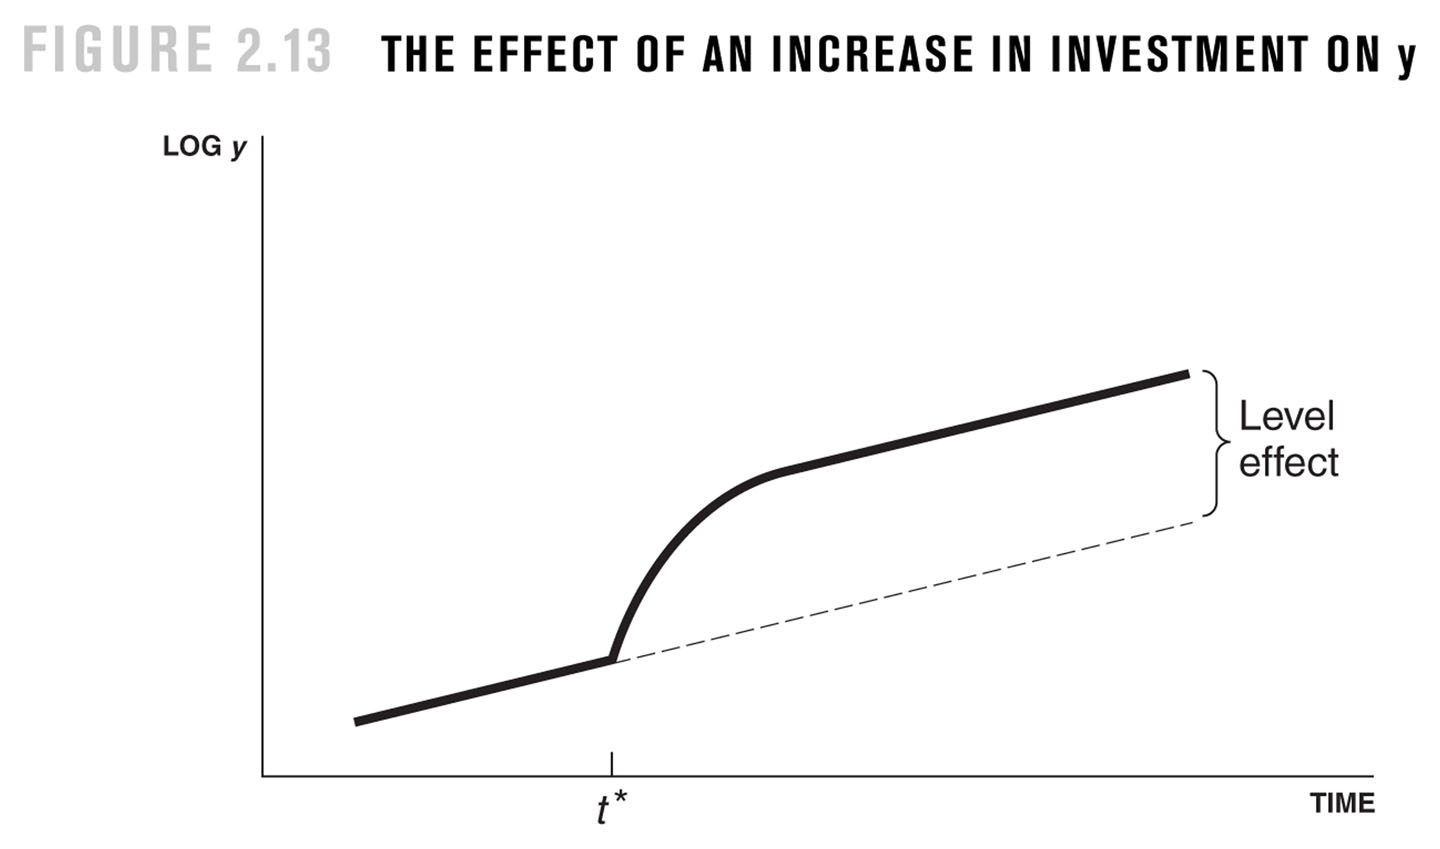 FIGURE 2.13 THE EFFECT OF AN INCREASE IN INVESTMENT ON y
LOG y
Level
effect
t*
TIME